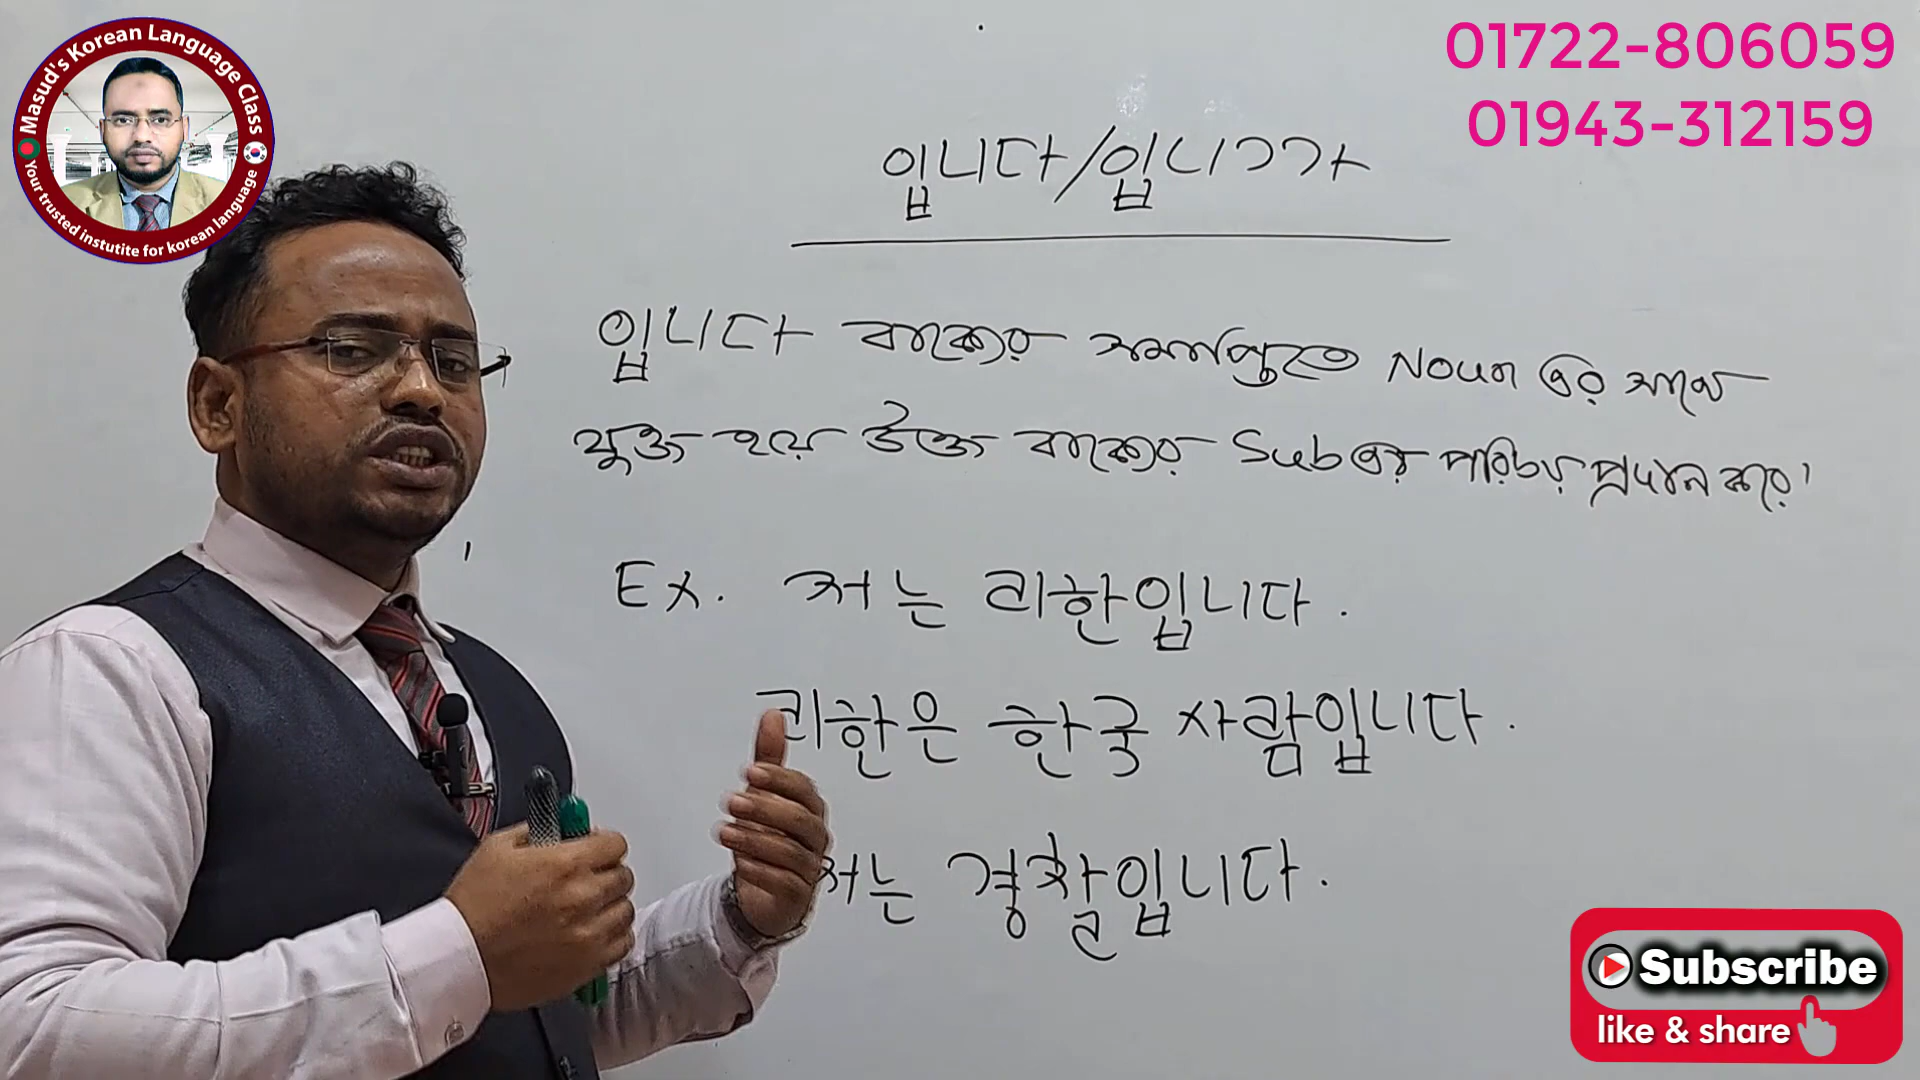 Masud's Korean Language Class
Your trusted instutite for korean language
01722-806059
01943-312159
입니다/입니까
입니다 বাক্যের সমাপ্তিতে Noun এর সাথে
যুক্ত হয়ে উক্ত বাক্যের Sub এর পরিচয় প্রদান করে।
Ex. 저는 리한입니다.
리한은 한국 사람입니다.
저는 경찰입니다.
Subscribe
like & share